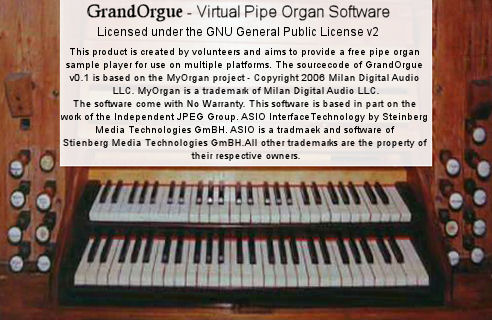 GrandOrgue - Virtual Pipe Organ Software
Licensed under the GNU General Public License v2
This product is created by volunteers and aims to provide a free pipe organ
sample player for use on multiple platforms. The sourcecode of GrandOrgue
v0.1 is based on the MyOrgan project - Copyright 2006 Milan Digital Audio
LLC. MyOrgan is a trademark of Milan Digital Audio LLC.
The software come with No Warranty. This software is based in part on the
work of the Independent JPEG Group. ASIO Interface Technology by Steinberg
Media Technologies GmBH. ASIO is a tradmaek and software of
Stienberg Media Technologies GmBH.All other trademarks are the property of
their respective owners.